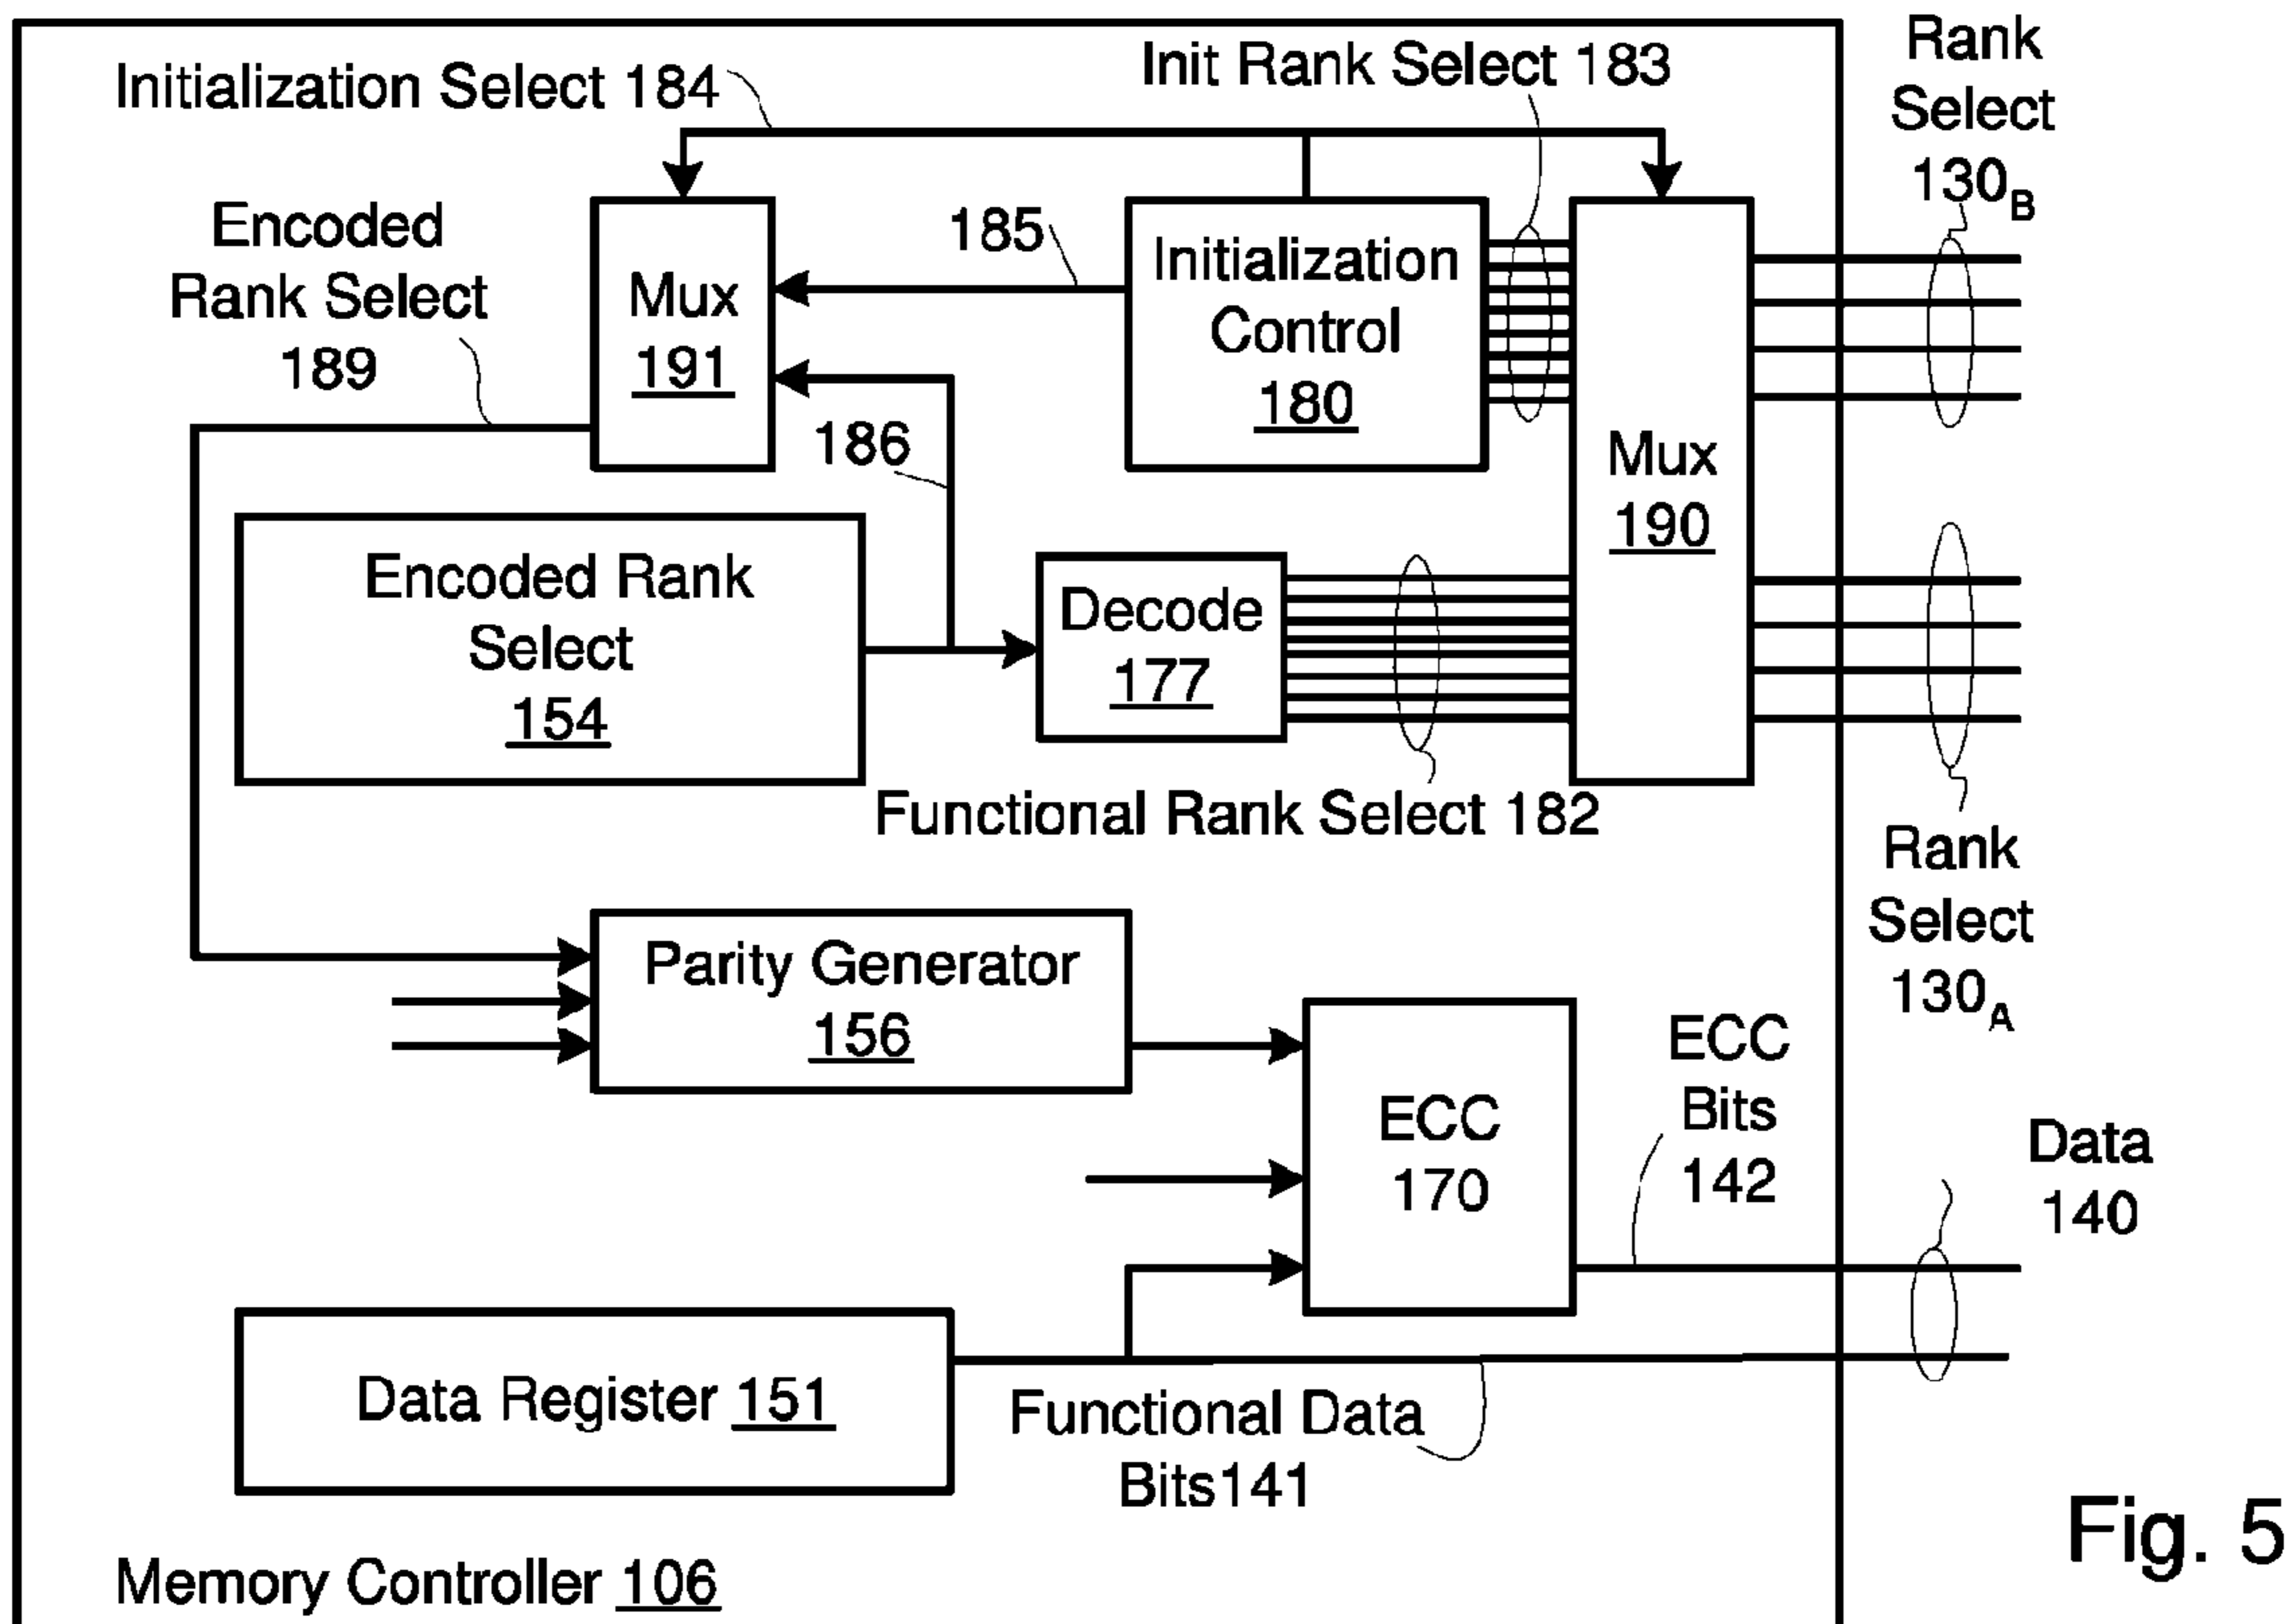 Initialization Select 184
Init Rank Select 183
Rank
Select
130B
Encoded
Rank Select
189
Mux
191
185
Initialization
Control
180
186
Mux
190
Encoded Rank
Select
154
Decode
177
Functional Rank Select 182
Rank
Select
130A
Parity Generator
156
ECC
170
ECC
Bits
142
Data
140
Data Register 151
Functional Data
Bits141
Memory Controller 106
Fig. 5